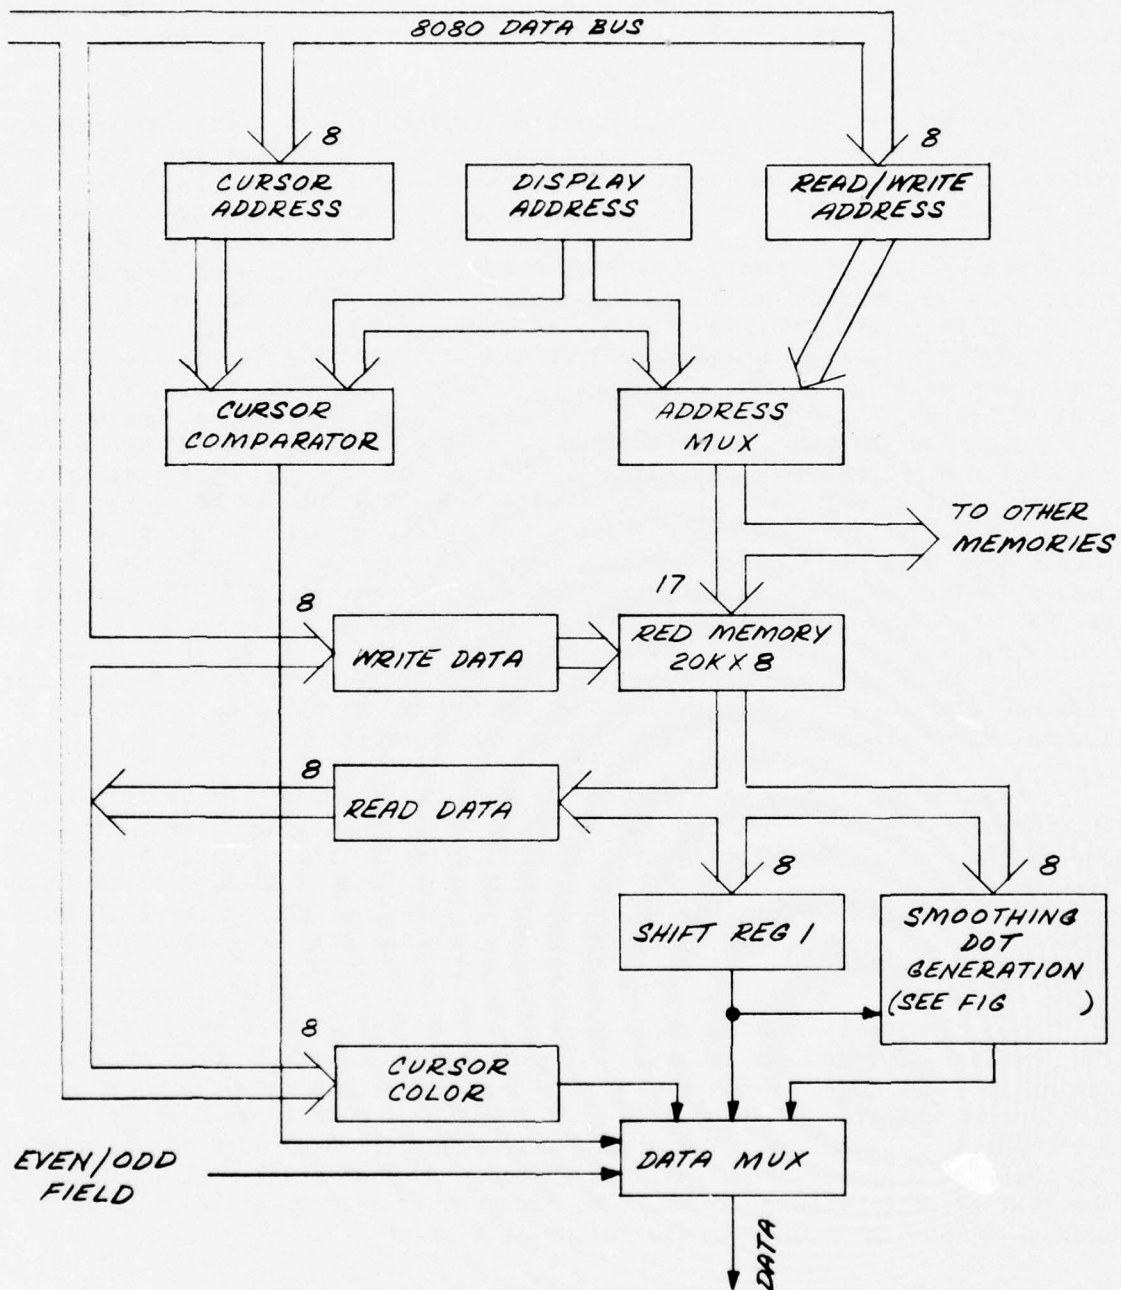 8080 DATA BUS
8
8
CURSOR
ADDRESS
DISPLAY
ADDRESS
READ/WRITE
ADDRESS
CURSOR
COMPARATOR
ADDRESS
MUX
TO OTHER
MEMORIES
17
8
WRITE DATA
RED MEMORY
20K X 8
8
READ DATA
8
8
SHIFT REG 1
SMOOTHING
DOT
GENERATION
(SEE FIG )
8
CURSOR
COLOR
EVEN/ODD
FIELD
DATA MUX
DATA